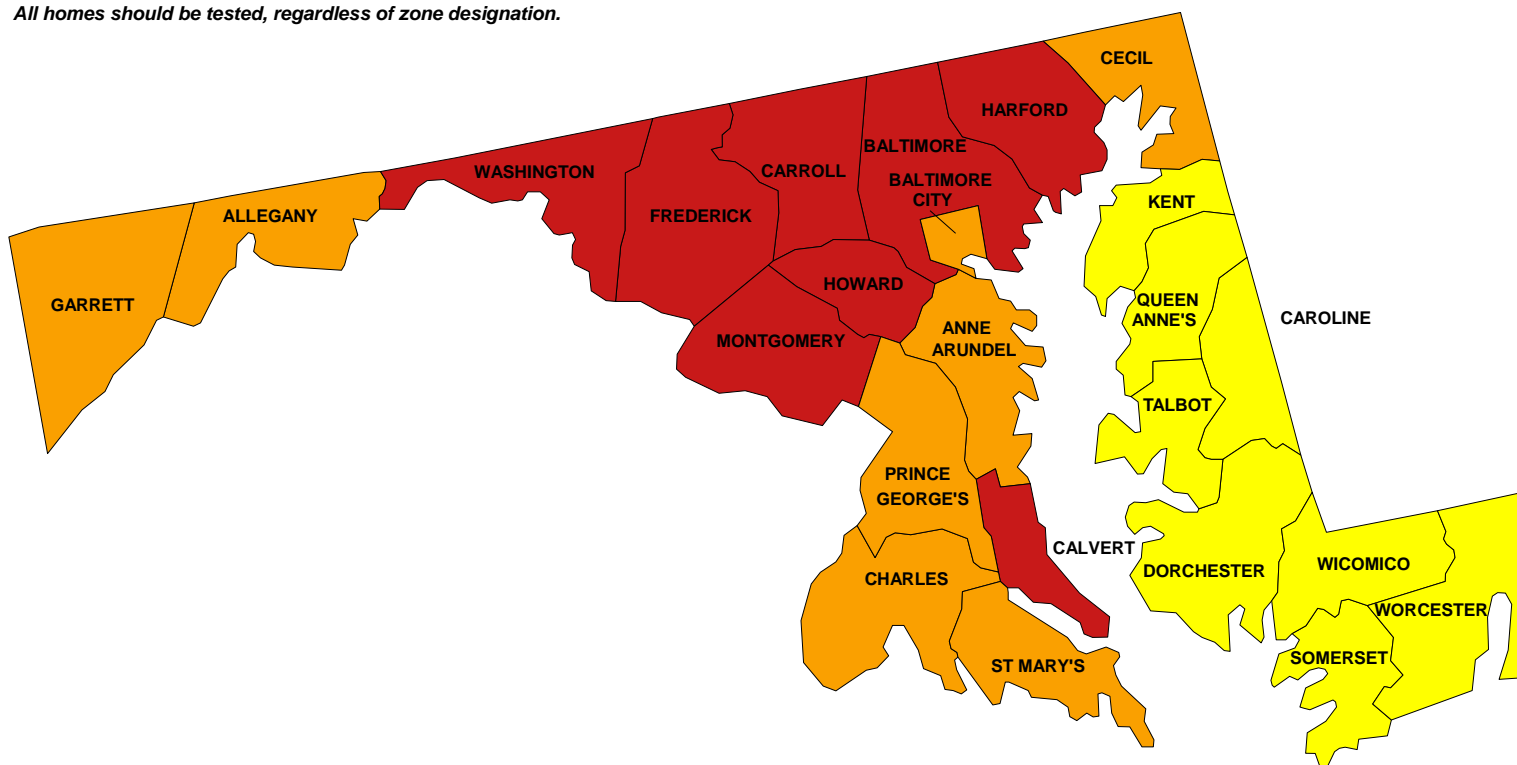 All homes should be tested, regardless of zone designation.
CECIL
HARFORD
BALTIMORE
CARROLL
WASHINGTON
BALTIMORE
CITY
KENT
FREDERICK
ALLEGANY
HOWARD
GARRETT
QUEEN
ANNE'S
CAROLINE
ANNE
ARUNDEL
MONTGOMERY
TALBOT
PRINCE
GEORGE'S
CALVERT
WICOMICO
DORCHESTER
CHARLES
WORCESTER
SOMERSET
ST MARY'S